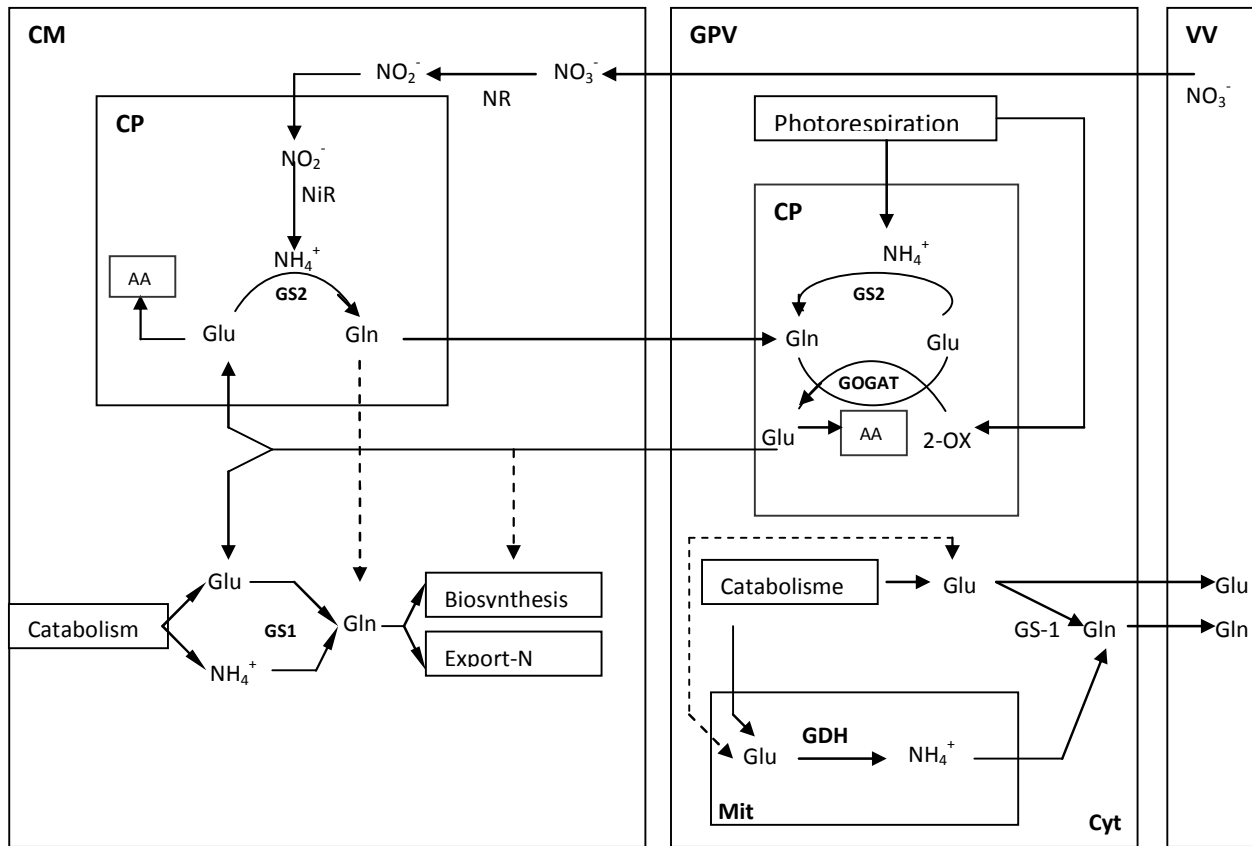 CM
GPV
VV
NO₂⁻
NR
NO₃⁻
NO₃⁻
CP
NO₂⁻
NiR
NH₄⁺
AA
GS2
Glu
Gln
Photorespiration
CP
NH₄⁺
GS2
Gln
Glu
GOGAT
Glu
AA
2-OX
Catabolism
Glu
GS1
NH₄⁺
Gln
Biosynthesis
Export-N
Catabolisme
Glu
Glu
GS-1
Gln
Gln
Glu
GDH
NH₄⁺
Mit
Cyt